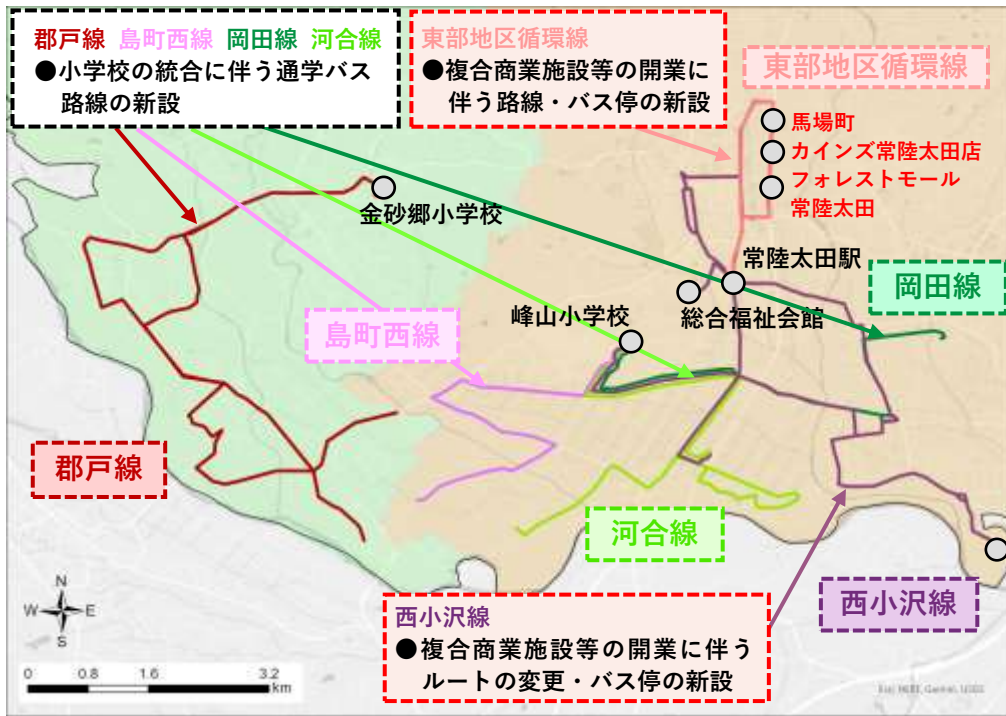 郡戸線 島町西線 岡田線 河合線
●小学校の統合に伴う通学バス
路線の新設
東部地区循環線
●複合商業施設等の開業に
伴う路線・バス停の新設
東部地区循環線
馬場町
カインズ常陸太田店
フォレストモール
常陸太田
金砂郷小学校
常陸太田駅
岡田線
総合福祉会館
峰山小学校
島町西線
郡戸線
河合線
西小沢線
西小沢線
●複合商業施設等の開業に伴う
ルートの変更・バス停の新設
N
W E
S
0 0.8 1.6 3.2
km